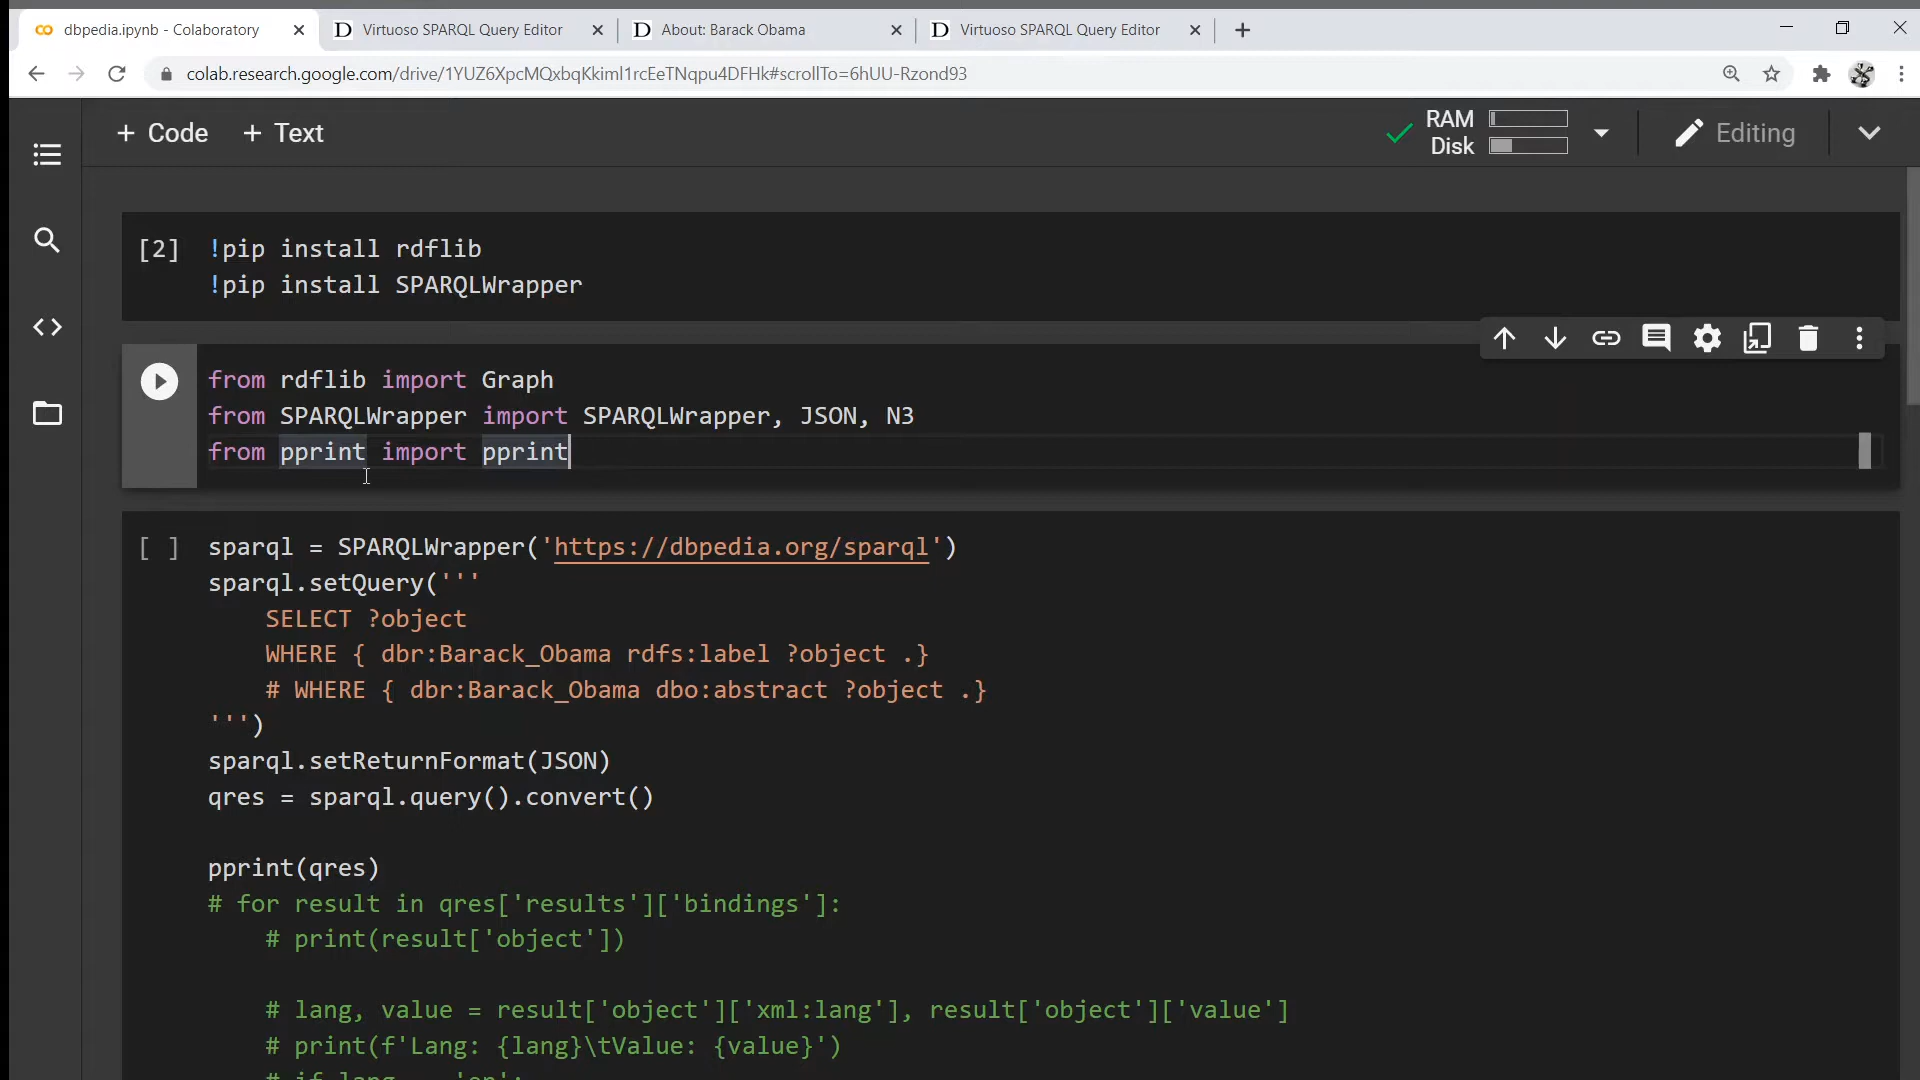 dbpedia.ipynb - Colaboratory
Virtuoso SPARQL Query Editor
About: Barack Obama
Virtuoso SPARQL Query Editor
colab.research.google.com/drive/1YUZ6XpcMQxbqKkiml1rcEeTNqpu4DFHk#scrollTo=6hUU-Rzond93
+ Code + Text
RAM
Disk
Editing
[2] !pip install rdflib
!pip install SPARQLWrapper
from rdflib import Graph
from SPARQLWrapper import SPARQLWrapper, JSON, N3
from pprint import pprint
[ ] sparql = SPARQLWrapper('https://dbpedia.org/sparql')
sparql.setQuery('''
SELECT ?object
WHERE { dbr:Barack_Obama rdfs:label ?object .}
# WHERE { dbr:Barack_Obama dbo:abstract ?object .}
''')
sparql.setReturnFormat(JSON)
qres = sparql.query().convert()
pprint(qres)
# for result in qres['results']['bindings']:
# print(result['object'])
# lang, value = result['object']['xml:lang'], result['object']['value']
# print(f'Lang: {lang}\tValue: {value}')